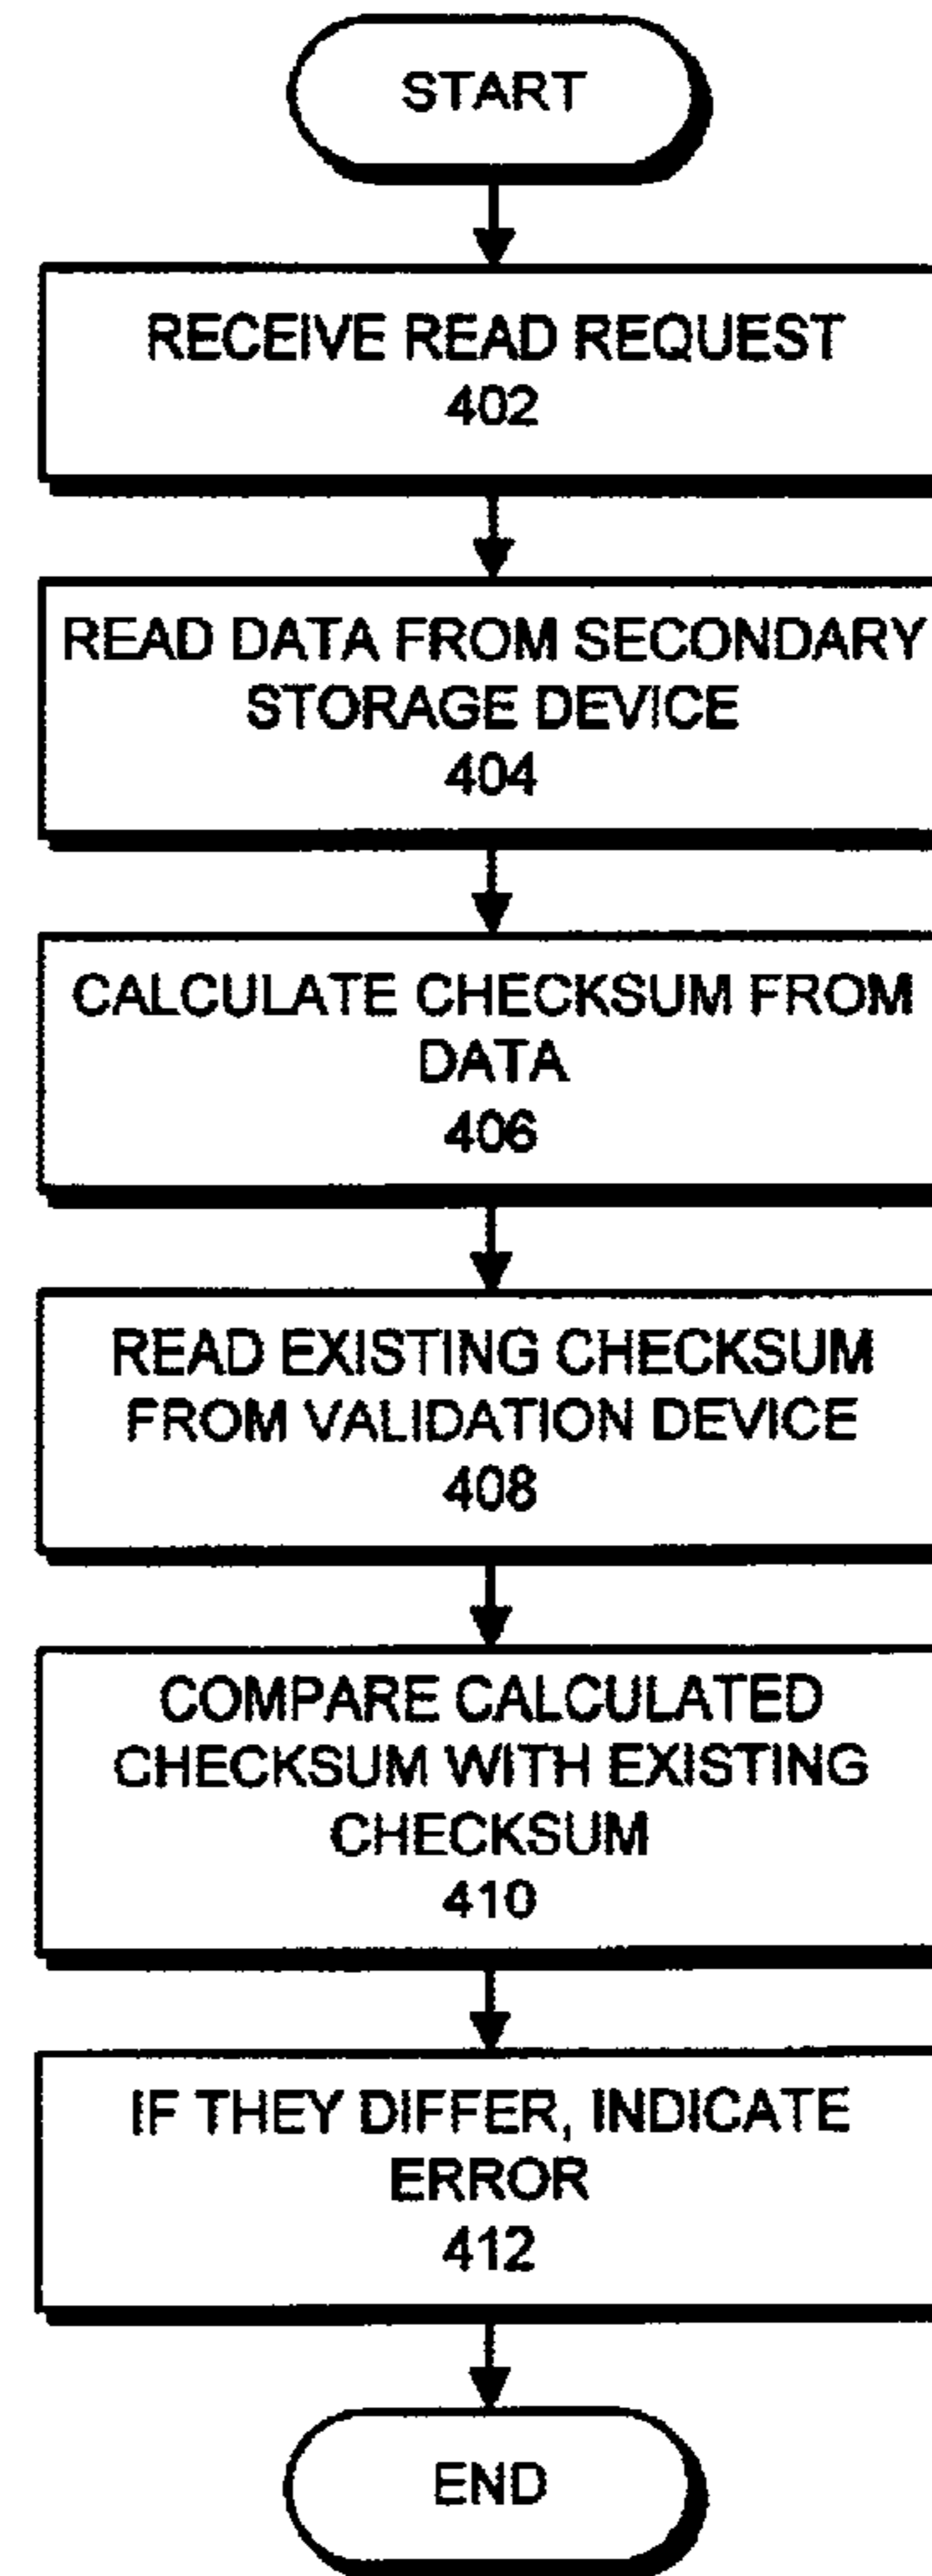 START
RECEIVE READ REQUEST
402
READ DATA FROM SECONDARY
STORAGE DEVICE
404
CALCULATE CHECKSUM FROM
DATA
406
READ EXISTING CHECKSUM
FROM VALIDATION DEVICE
408
COMPARE CALCULATED
CHECKSUM WITH EXISTING
CHECKSUM
410
IF THEY DIFFER, INDICATE
ERROR
412
END